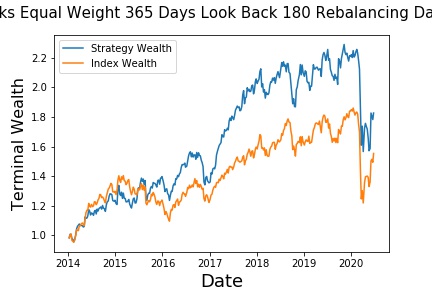 ks Equal Weight 365 Days Look Back 180 Rebalancing Da
Strategy Wealth
Index Wealth
Terminal Wealth
2.2
2.0
1.8
1.6
1.4
1.2
1.0
2014 2015 2016 2017 2018 2019 2020
Date